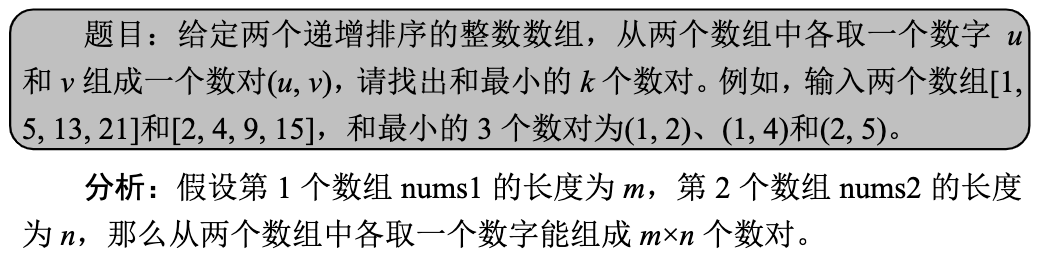 题目：给定两个递增排序的整数数组，从两个数组中各取一个数字 u
和 v 组成一个数对(u, v)，请找出和最小的 k 个数对。例如，输入两个数组[1,
5, 13, 21]和[2, 4, 9, 15]，和最小的 3 个数对为(1, 2)、(1, 4)和(2, 5)。
分析：假设第 1 个数组 nums1 的长度为 m，第 2 个数组 nums2 的长度
为 n，那么从两个数组中各取一个数字能组成 m×n 个数对。